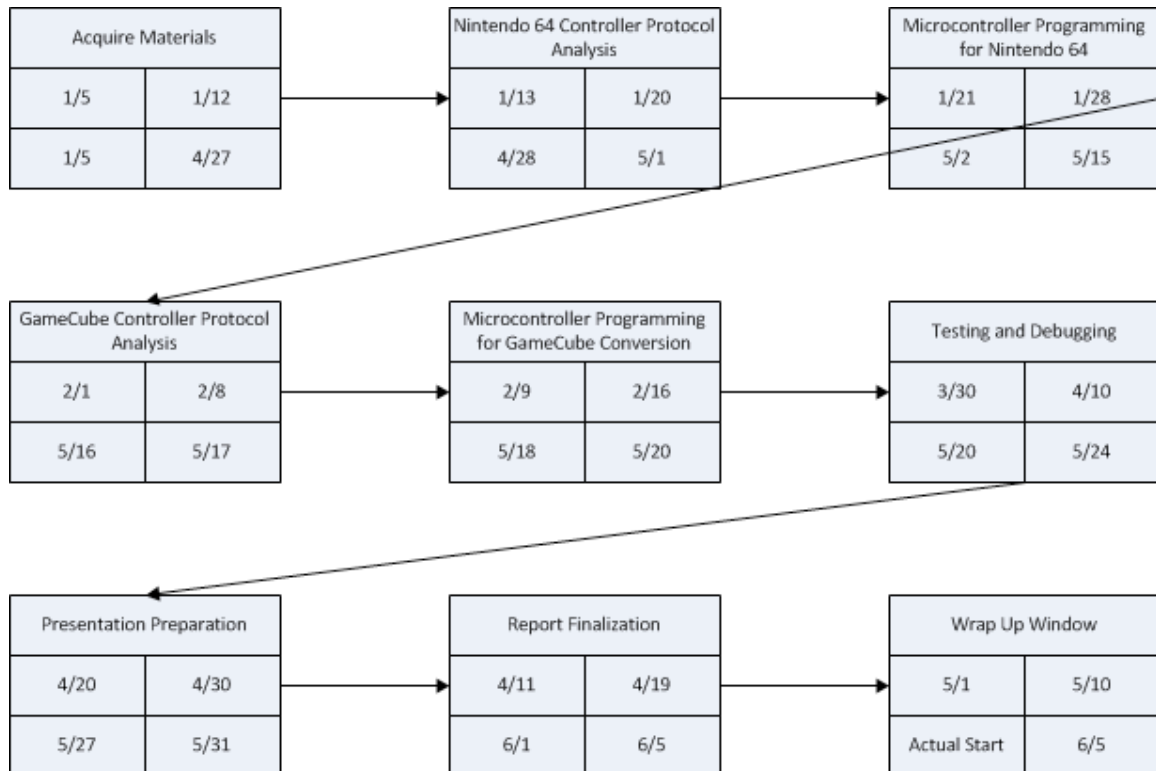 Acquire Materials
1/5 1/12
1/5 4/27
Nintendo 64 Controller Protocol
Analysis
1/13 1/20
4/28 5/1
Microcontroller Programming
for Nintendo 64
1/21 1/28
5/2 5/15
GameCube Controller Protocol
Analysis
2/1 2/8
5/16 5/17
Microcontroller Programming
for GameCube Conversion
2/9 2/16
5/18 5/20
Testing and Debugging
3/30 4/10
5/20 5/24
Presentation Preparation
4/20 4/30
5/27 5/31
Report Finalization
4/11 4/19
6/1 6/5
Wrap Up Window
5/1 5/10
Actual Start 6/5